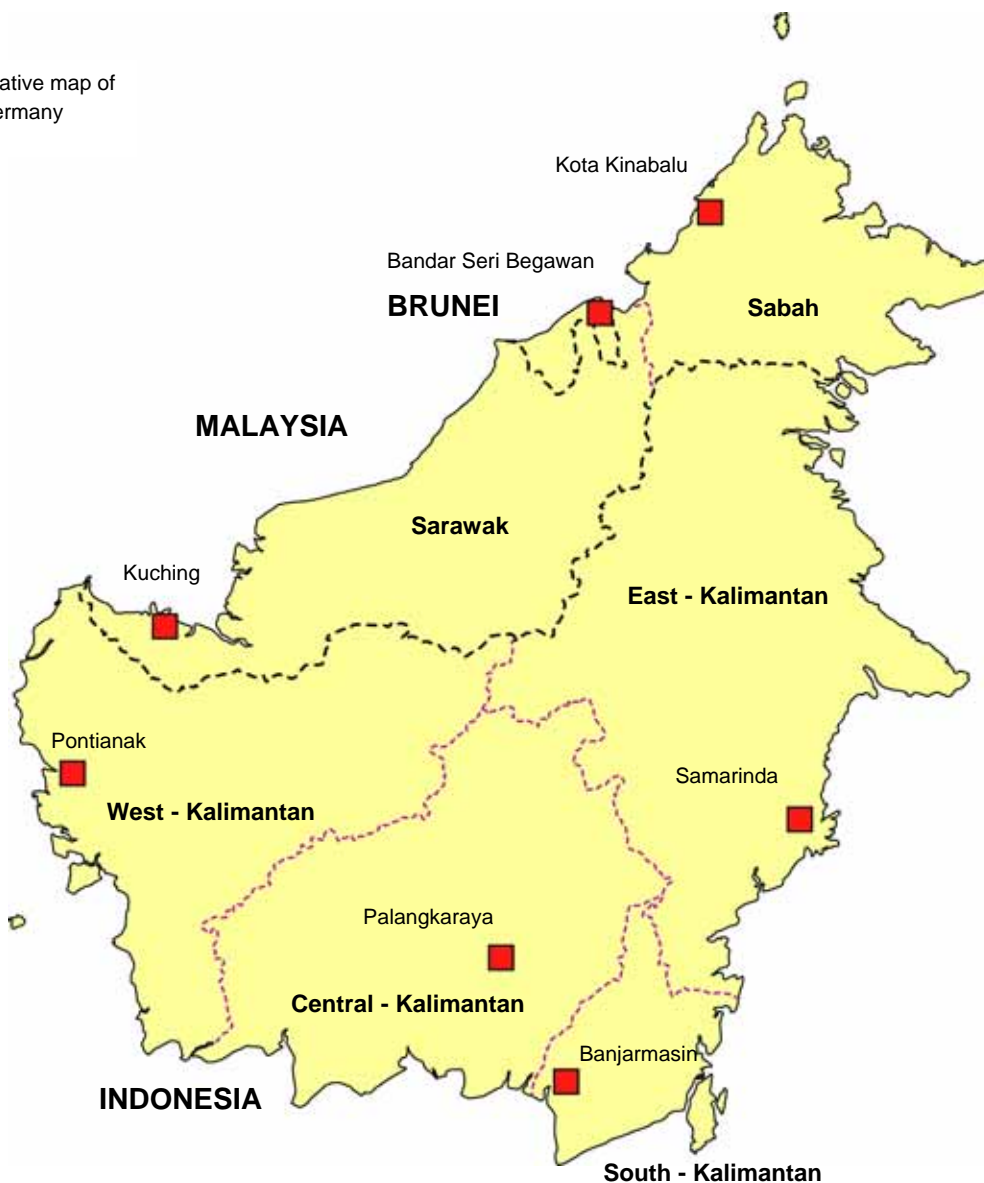 ative map of
ermany
Kota Kinabalu
Bandar Seri Begawan
BRUNEI
Sabah
MALAYSIA
Sarawak
Kuching
East - Kalimantan
Pontianak
Samarinda
West - Kalimantan
Palangkaraya
Central - Kalimantan
Banjarmasin
INDONESIA
South - Kalimantan